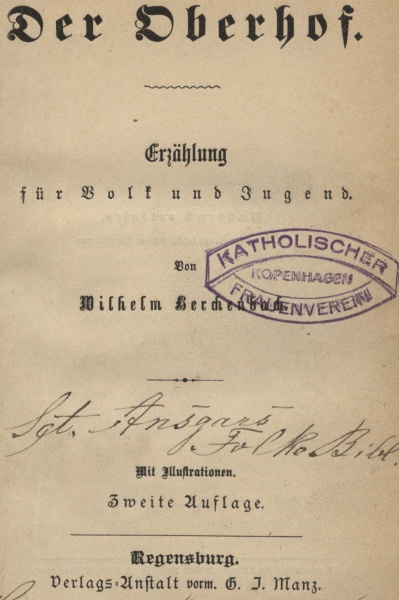 Der Oberhof.
Erzählung
für Volk und Jugend.
Von
Wilhelm Herchenbach.
KATHOLISCHER
KOPENHAGEN
FRAUENVEREIN
Sct. Ansgars
Folke Bibl.
Mit Illustrationen.
Zweite Auflage.
Regensburg.
Verlags-Anstalt vorm. G. J. Manz.